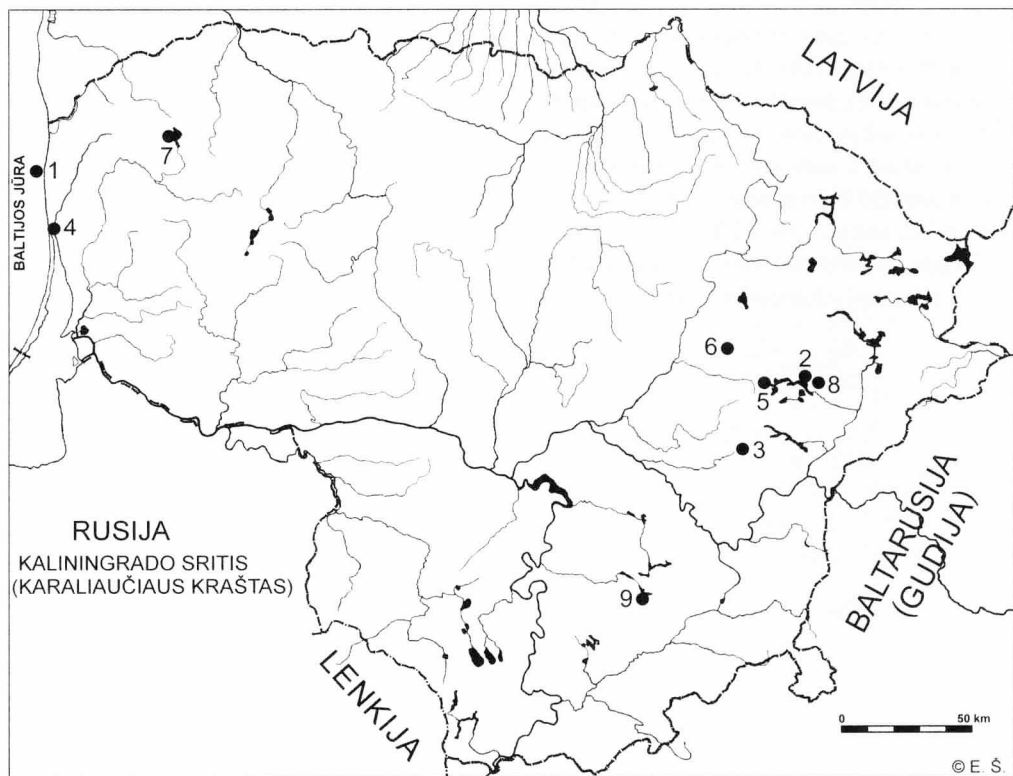 LATVIJA
BALTIJOS JŪRA
1
4
7
6
2
5
8
3
9
RUSIJA
KALININGRADO SRITIS
(KARALIAUČIAUS KRAŠTAS)
LENKIJA
BALTARUSIJA
(GUDIJA)
0 50 km
© E. Š.